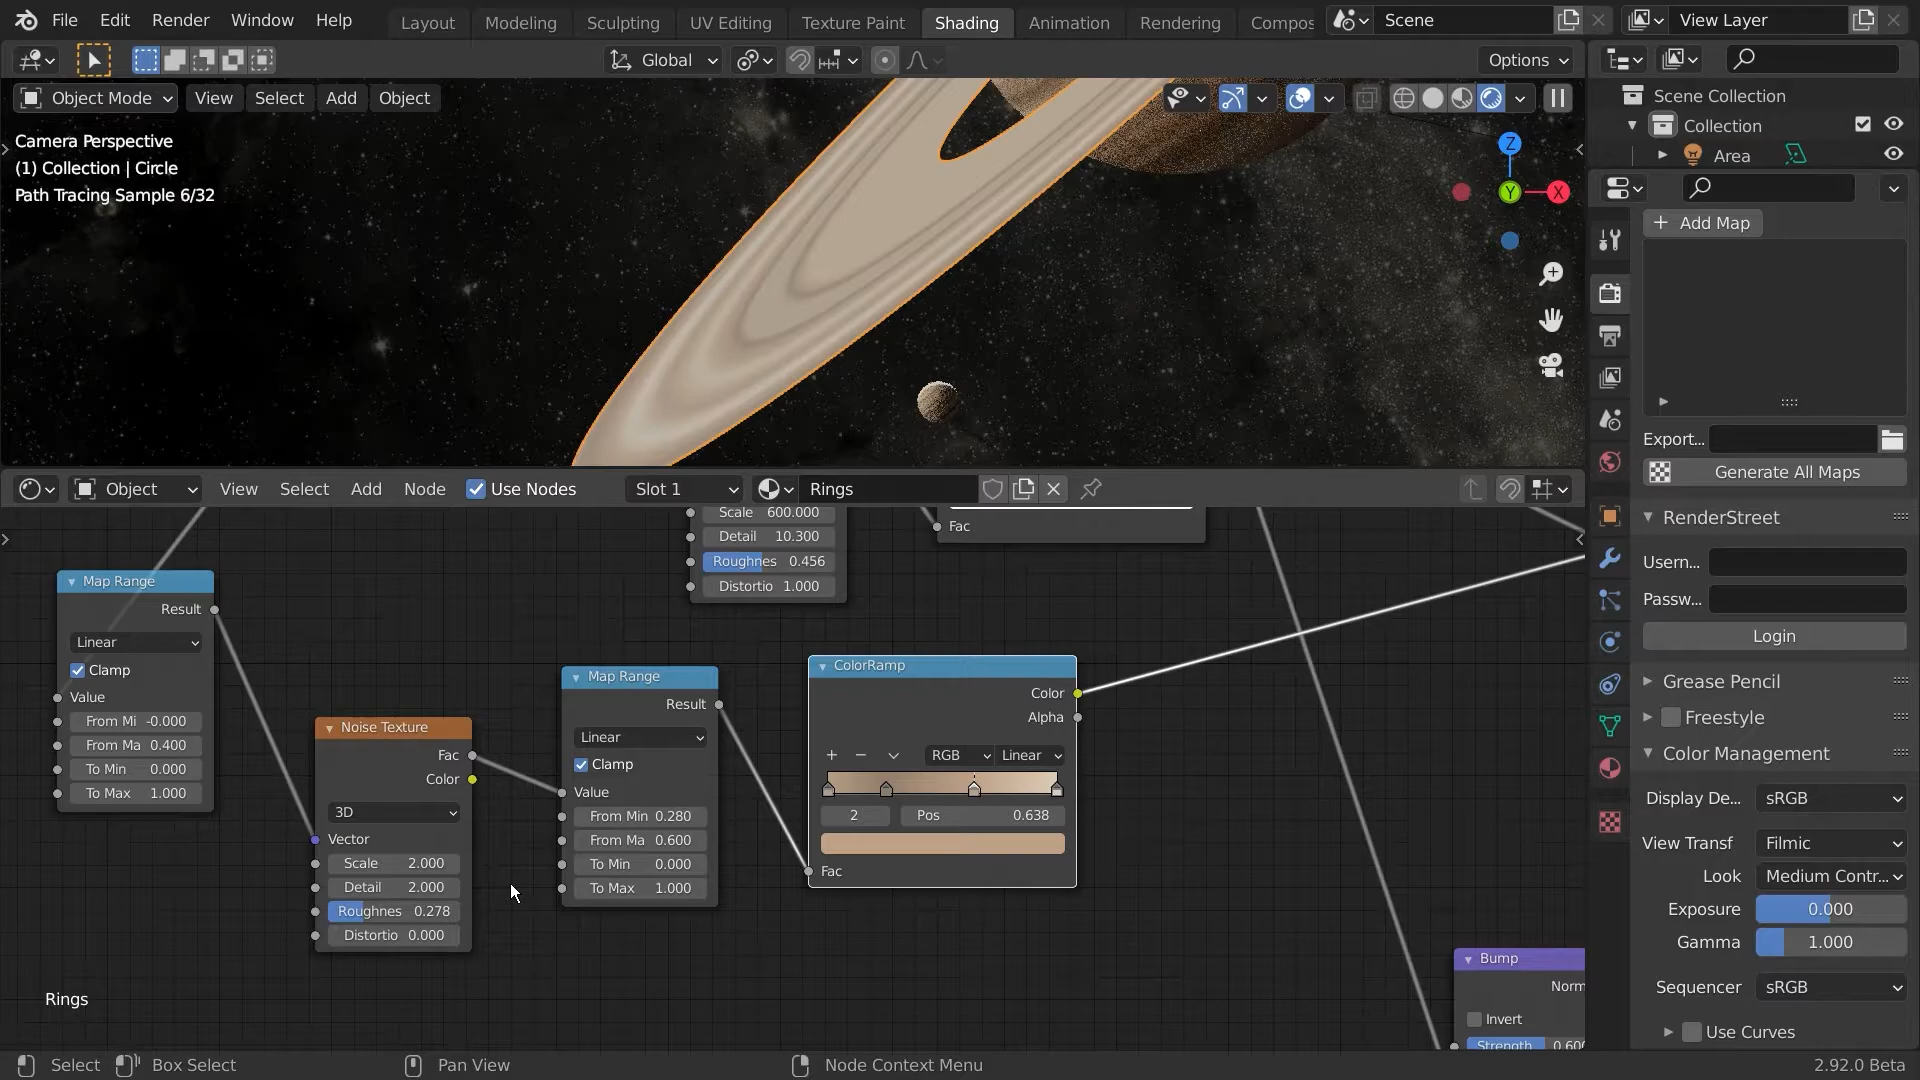 File Edit Render Window Help
Layout Modeling Sculpting UV Editing Texture Paint Shading Animation Rendering Compos
Scene
View Layer
Global
Options
Object Mode View Select Add Object
Camera Perspective
(1) Collection | Circle
Path Tracing Sample 6/32
Z
Y
X
Scene Collection
Collection
Area
Add Map
Export...
Generate All Maps
RenderStreet
Usern...
Passw...
Login
Grease Pencil
Freestyle
Color Management
Display De... sRGB
View Transf Filmic
Look Medium Contr...
Exposure 0.000
Gamma 1.000
Sequencer sRGB
Use Curves
Object View Select Add Node Use Nodes Slot 1 Rings
Scale 600.000
Detail 10.300
Roughnes 0.456
Distortio 1.000
Fac
Map Range
Result
Linear
Clamp
Value
From Mi -0.000
From Ma 0.400
To Min 0.000
To Max 1.000
Noise Texture
Fac
Color
3D
Vector
Scale 2.000
Detail 2.000
Roughnes 0.278
Distortio 0.000
Map Range
Result
Linear
Clamp
Value
From Min 0.280
From Ma 0.600
To Min 0.000
To Max 1.000
ColorRamp
Color
Alpha
RGB Linear
2 Pos 0.638
Fac
Bump
Norm
Invert
Strength 0.600
Rings
Select Box Select Pan View Node Context Menu 2.92.0 Beta